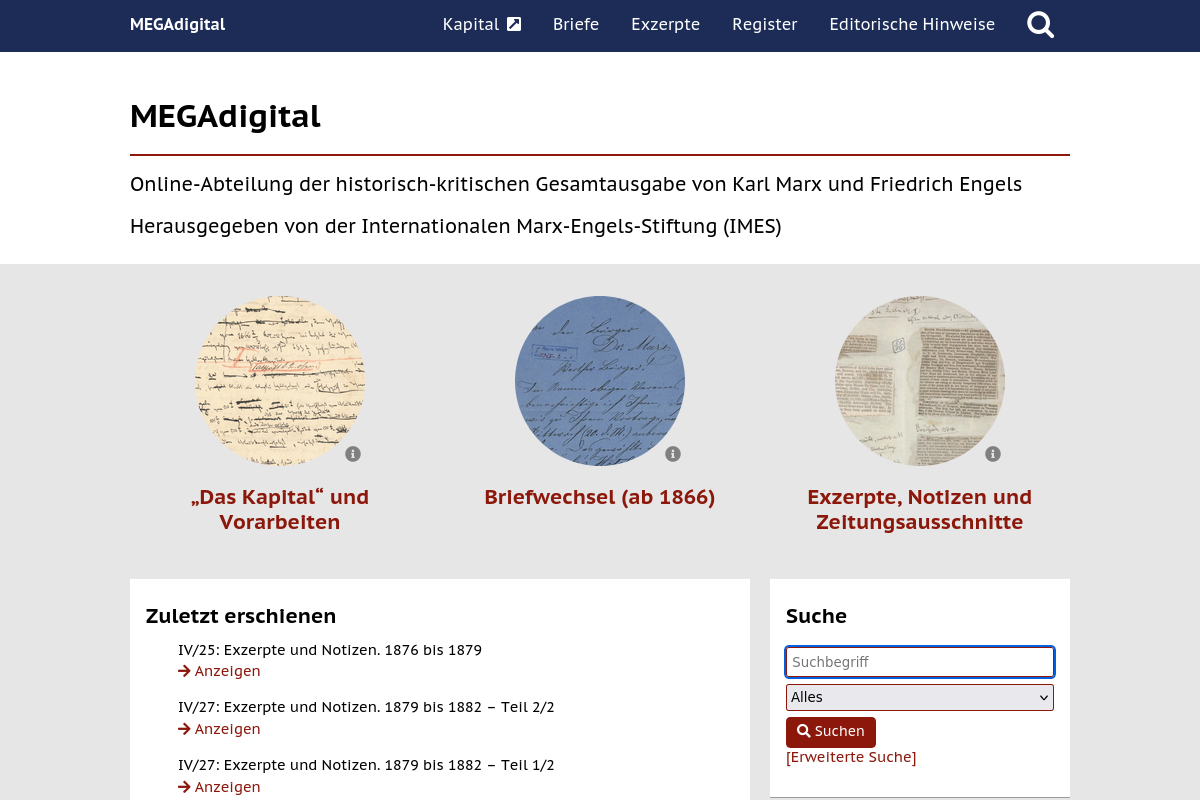 MEGAdigital
Kapital
Briefe
Exzerpte
Register
Editorische Hinweise
MEGAdigital
Online-Abteilung der historisch-kritischen Gesamtausgabe von Karl Marx und Friedrich Engels
Herausgegeben von der Internationalen Marx-Engels-Stiftung (IMES)
„Das Kapital“ und
Vorarbeiten
Briefwechsel (ab 1866)
Exzerpte, Notizen und
Zeitungsausschnitte
Zuletzt erschienen
IV/25: Exzerpte und Notizen. 1876 bis 1879
Anzeigen
IV/27: Exzerpte und Notizen. 1879 bis 1882 – Teil 2/2
Anzeigen
IV/27: Exzerpte und Notizen. 1879 bis 1882 – Teil 1/2
Anzeigen
Suche
Suchbegriff
Alles
Suchen
[Erweiterte Suche]